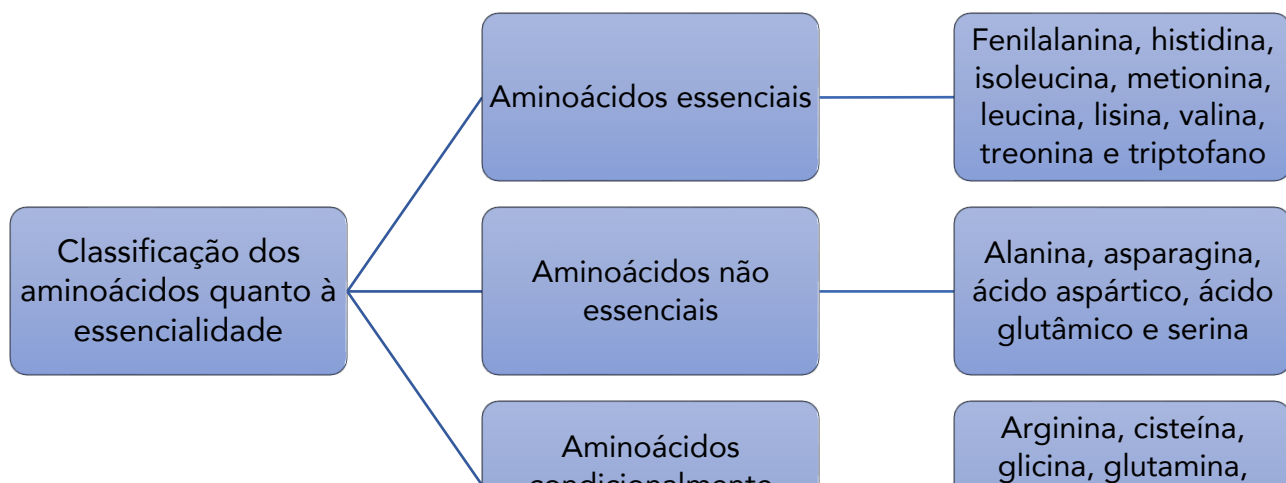 Classificação dos
aminoácidos quanto à
essencialidade
Aminoácidos essenciais
Fenilalanina, histidina,
isoleucina, metionina,
leucina, lisina, valina,
treonina e triptofano
Aminoácidos não
essenciais
Alanina, asparagina,
ácido aspártico, ácido
glutâmico e serina
Aminoácidos
condicionalmente
Arginina, cisteína,
glicina, glutamina,